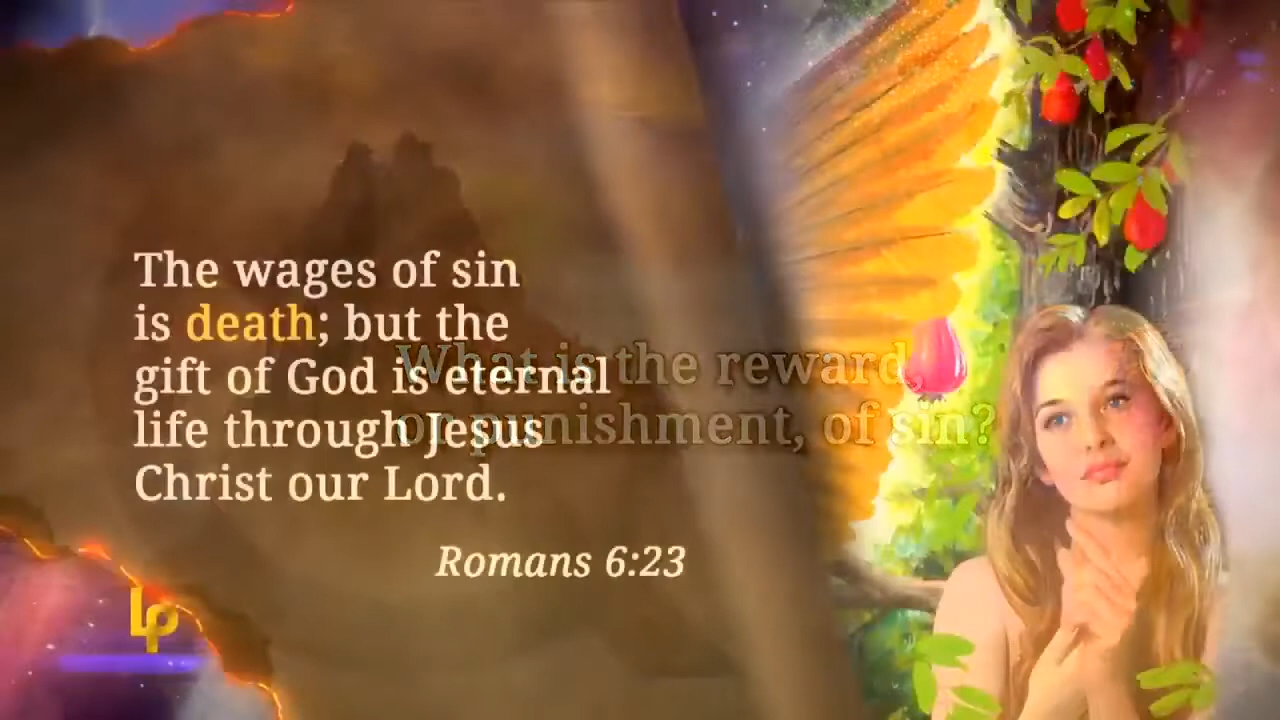 The wages of sin
is death; but the
gift of God is eternal
life through Jesus
Christ our Lord.
Romans 6:23
What is the reward,
or punishment, of sin?
Lp